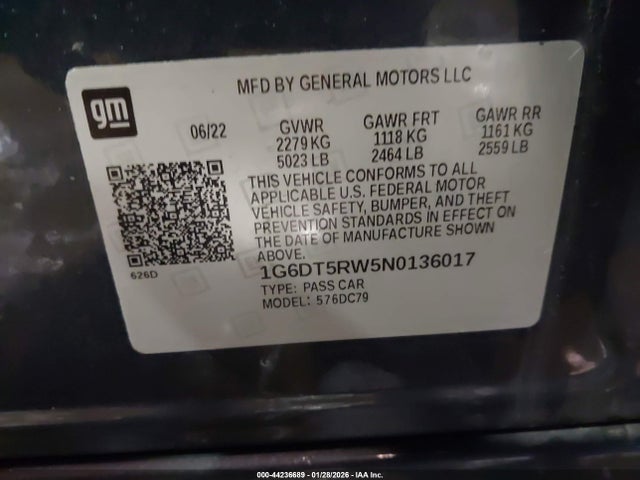 MFD BY GENERAL MOTORS LLC
gm
06/22 GVWR GAWR FRT GAWR RR
2279 KG 1118 KG 1161 KG
5023 LB 2464 LB 2559 LB
THIS VEHICLE CONFORMS TO ALL
APPLICABLE U.S. FEDERAL MOTOR
VEHICLE SAFETY, BUMPER, AND THEFT
PREVENTION STANDARDS IN EFFECT ON
THE DATE OF MANUFACTURE SHOWN
ABOVE.
626D
1G6DT5RW5N0136017
TYPE: PASS CAR
MODEL: 576DC79
000-44236689 - 01/28/2026 - IAA Inc.